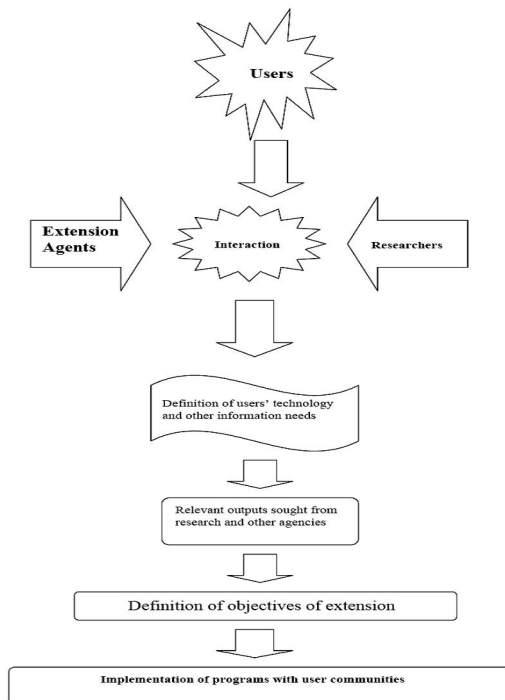 Users
Extension
Agents
Interaction
Researchers
Definition of users' technology
and other information needs
Relevant outputs sought from
research and other agencies
Definition of objectives of extension
Implementation of programs with user communities